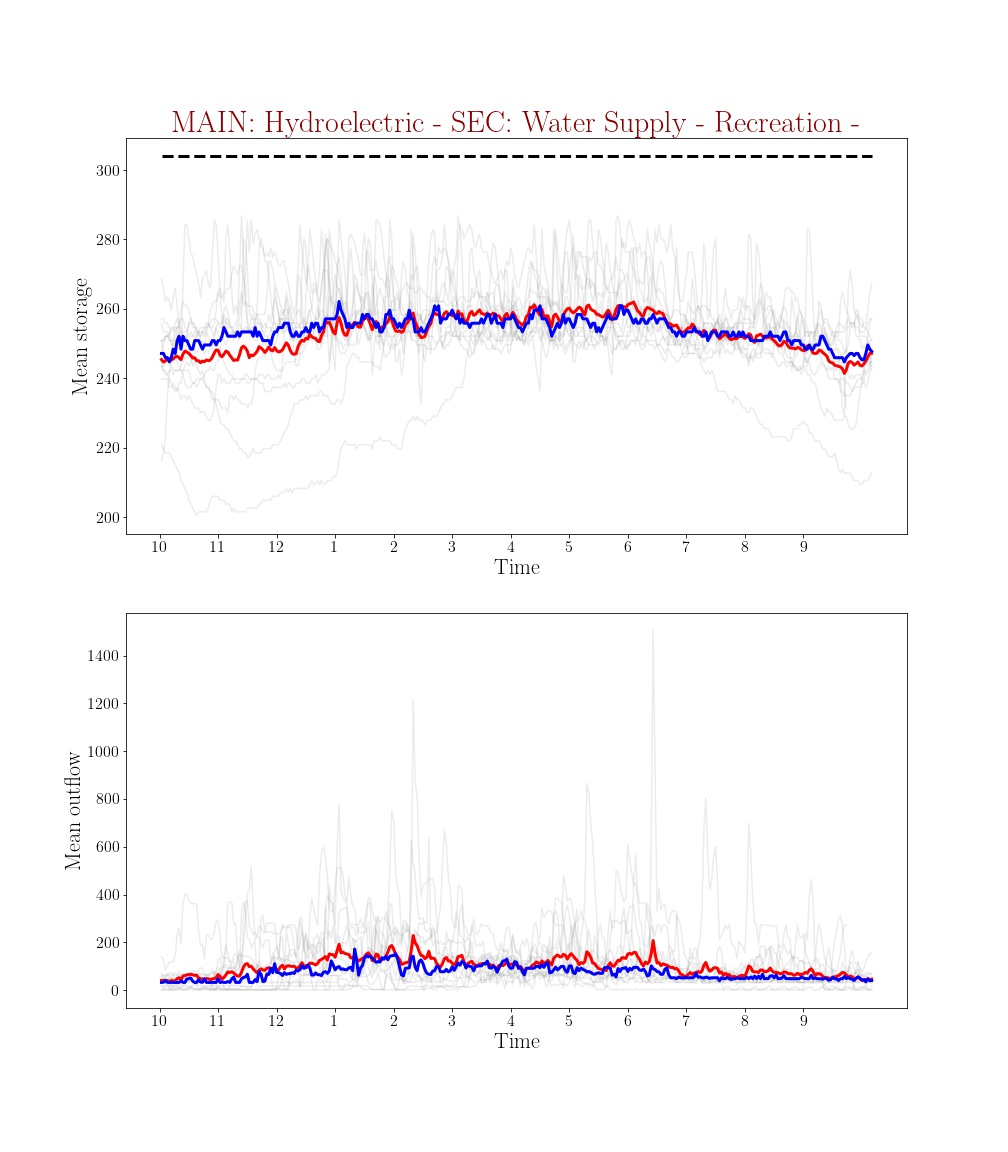 MAIN: Hydroelectric - SEC: Water Supply - Recreation -
300
280
260
240
220
200
Mean storage
10 11 12 1 2 3 4 5 6 7 8 9
Time
1400
1200
1000
800
600
400
200
0
Mean outflow
10 11 12 1 2 3 4 5 6 7 8 9
Time